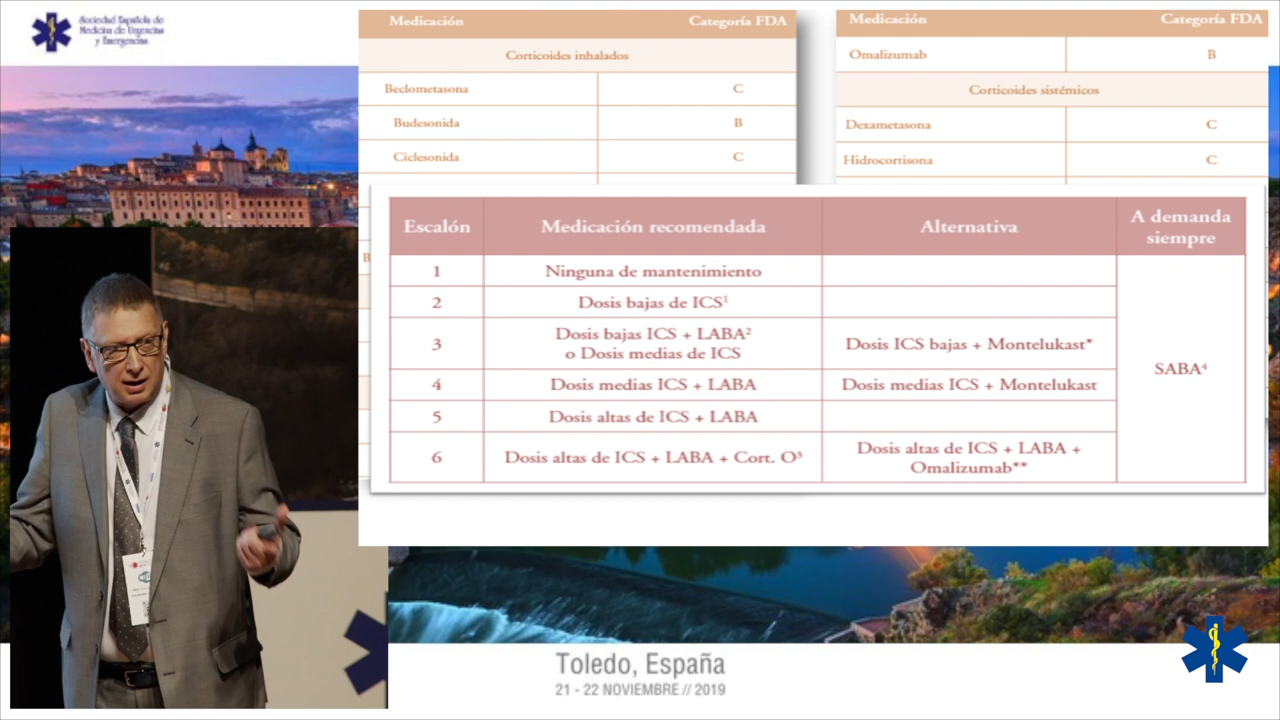 Sociedad Española de
Medicina de Urgencias
y Emergencias
Medicación Categoría FDA
Corticoides inhalados
Beclometasona C
Budesonida B
Ciclesonida C
B
Medicación Categoría FDA
Omalizumab B
Corticoides sistémicos
Dexametasona C
Hidrocortisona C
Escalón Medicación recomendada Alternativa A demanda
siempre
1 Ninguna de mantenimiento
2 Dosis bajas de ICS¹
3 Dosis bajas ICS + LABA²
o Dosis medias de ICS Dosis ICS bajas + Montelukast*
4 Dosis medias ICS + LABA Dosis medias ICS + Montelukast
5 Dosis altas de ICS + LABA
6 Dosis altas de ICS + LABA + Cort. O³ Dosis altas de ICS + LABA +
Omalizumab**
SABA⁴
Toledo, España
21 - 22 NOVIEMBRE // 2019